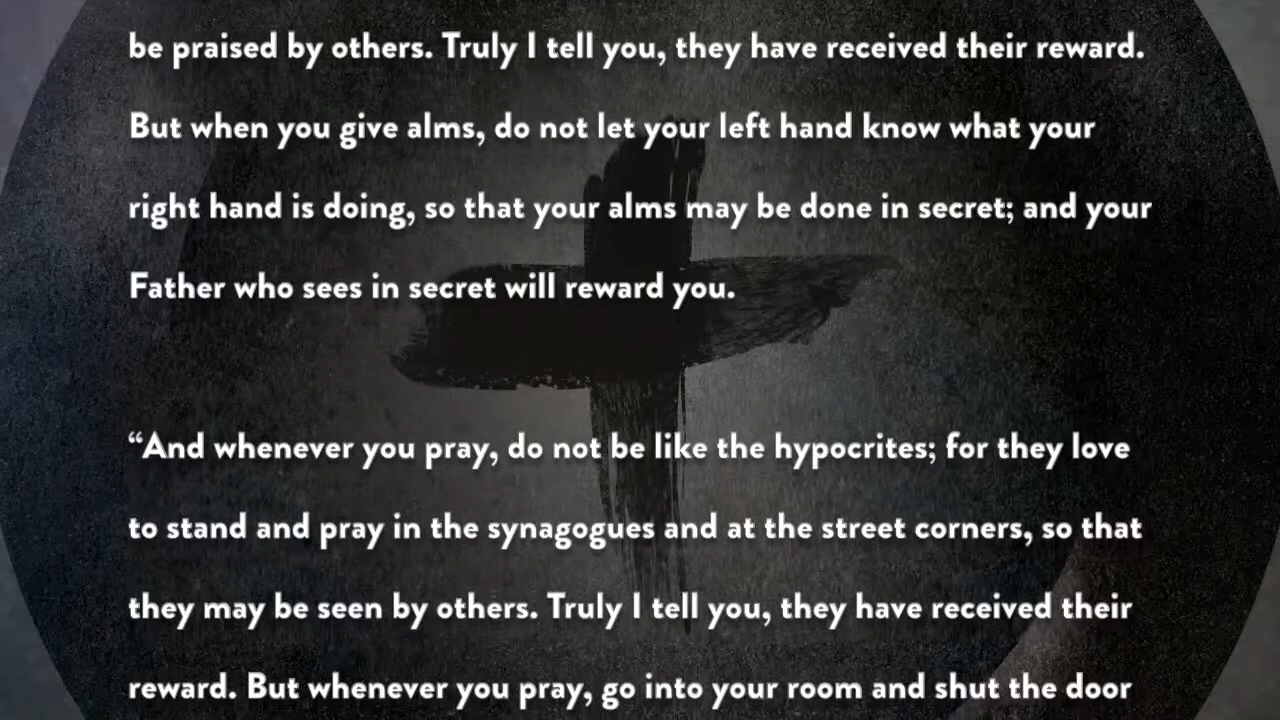 be praised by others. Truly I tell you, they have received their reward.
But when you give alms, do not let your left hand know what your
right hand is doing, so that your alms may be done in secret; and your
Father who sees in secret will reward you.
“And whenever you pray, do not be like the hypocrites; for they love
to stand and pray in the synagogues and at the street corners, so that
they may be seen by others. Truly I tell you, they have received their
reward. But whenever you pray, go into your room and shut the door